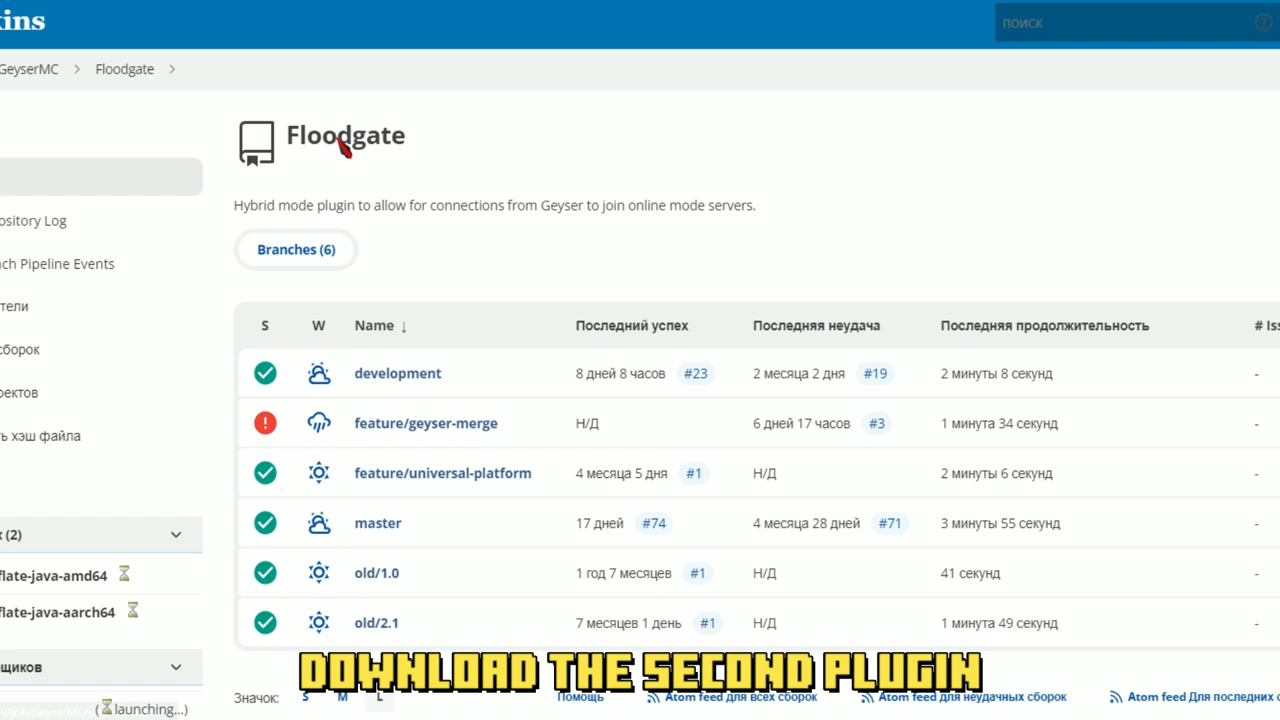 kins
поиск
GeyserMC > Floodgate >
Floodgate
Hybrid mode plugin to allow for connections from Geyser to join online mode servers.
Branches (6)
ository Log
ch Pipeline Events
тели
сборок
ректов
ь хэш файла
(2)
flate-java-amd64
flate-java-aarch64
щиков
(launching...)
S W Name ↓ Последний успех Последняя неудача Последняя продолжительность # Iss
development 8 дней 8 часов #23 2 месяца 2 дня #19 2 минуты 8 секунд -
feature/geyser-merge Н/Д 6 дней 17 часов #3 1 минута 34 секунд -
feature/universal-platform 4 месяца 5 дня #1 Н/Д 2 минуты 6 секунд -
master 17 дней #74 4 месяца 28 дней #71 3 минуты 55 секунд -
old/1.0 1 год 7 месяцев #1 Н/Д 41 секунд -
old/2.1 7 месяцев 1 день #1 Н/Д 1 минута 49 секунд -
DOWNLOAD THE SECOND PLUGIN
Значок: S M L Помощь Atom feed для всех сборок Atom feed для неудачных сборок Atom feed Для последних с